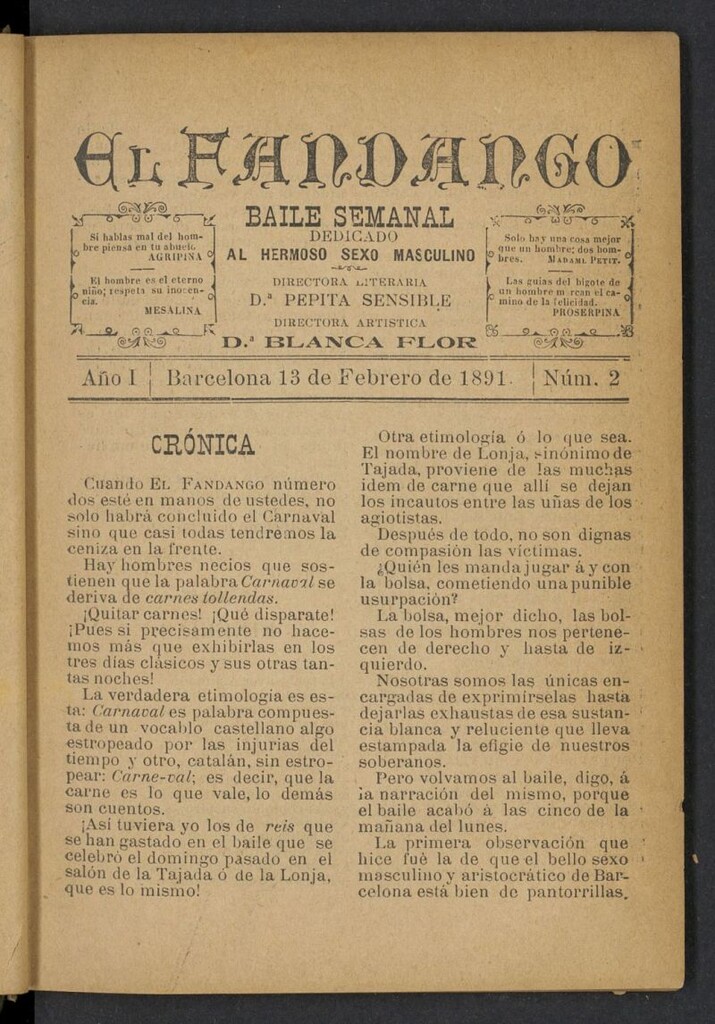 EL FANDANGO
BAILE SEMANAL
DEDICADO
AL HERMOSO SEXO MASCULINO
DIRECTORA LITERARIA
D.ª PEPITA SENSIBLE
DIRECTORA ARTISTICA
D.ª BLANCA FLOR
Si hablas mal del hom-
bre piensa en tu abuelo.
AGRIPINA
El hombre es el eterno
niño; respeta su inocen-
cia.
MESALINA
Solo hay una cosa mejor
que un hombre; dos hom-
bres. MADAME PETIT.
Las guias del bigote de
un hombre marcan el ca-
mino de la felicidad.
PROSERPINA
Año I | Barcelona 13 de Febrero de 1891. | Núm. 2
CRÓNICA
Cuando EL FANDANGO número
dos esté en manos de ustedes, no
solo habrá concluido el Carnaval
sino que casi todas tendremos la
ceniza en la frente.
Hay hombres necios que sos-
tienen que la palabra Carnaval se
deriva de carnes tollendas.
¡Quitar carnes! ¡Qué disparate!
¡Pues si precisamente no hace-
mos más que exhibirlas en los
tres días clásicos y sus otras tan-
tas noches!
La verdadera etimología es es-
ta: Carnaval es palabra compues-
ta de un vocablo castellano algo
estropeado por las injurias del
tiempo y otro, catalán, sin estro-
pear: Carne-val; es decir, que la
carne es lo que vale, lo demás
son cuentos.
¡Así tuviera yo los de reis que
se han gastado en el baile que se
celebró el domingo pasado en el
salón de la Tajada ó de la Lonja,
que es lo mismo!
Otra etimología ó lo que sea.
El nombre de Lonja, sinónimo de
Tajada, proviene de las muchas
idem de carne que allí se dejan
los incautos entre las uñas de los
agiotistas.
Después de todo, no son dignas
de compasión las víctimas.
¿Quién les manda jugar á y con
la bolsa, cometiendo una punible
usurpación?
La bolsa, mejor dicho, las bol-
sas de los hombres nos pertene-
cen de derecho y hasta de iz-
quierdo.
Nosotras somos las únicas en-
cargadas de exprimírselas hasta
dejarlas exhaustas de esa sustan-
cia blanca y reluciente que lleva
estampada la efigie de nuestros
soberanos.
Pero volvamos al baile, digo, á
la narración del mismo, porque
el baile acabó á las cinco de la
mañana del lunes.
La primera observación que
hice fué la de que el bello sexo
masculino y aristocrático de Bar-
celona está bien de pantorrillas.